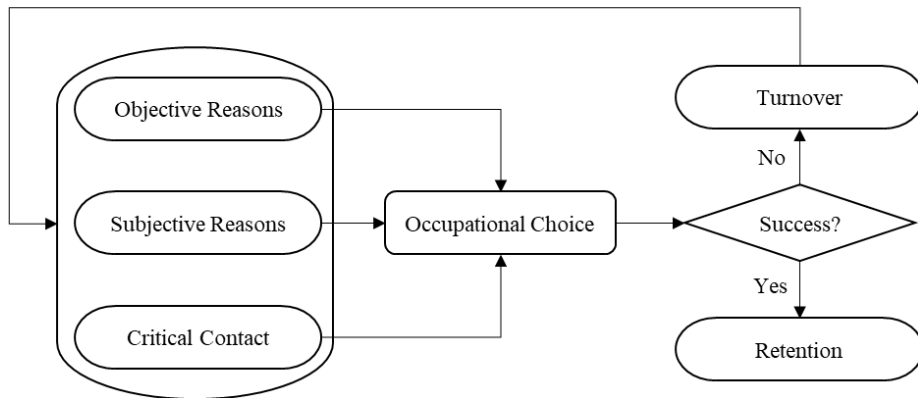 Objective Reasons
Turnover
No
Subjective Reasons
Occupational Choice
Success?
Yes
Critical Contact
Retention